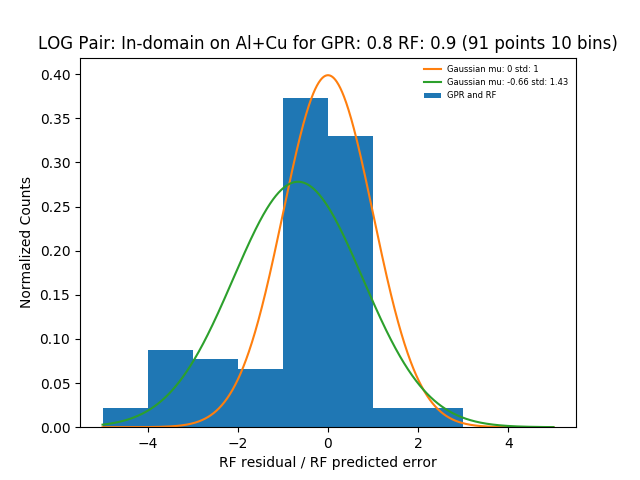 LOG Pair: In-domain on Al+Cu for GPR: 0.8 RF: 0.9 (91 points 10 bins)
Gaussian mu: 0 std: 1
Gaussian mu: -0.66 std: 1.43
GPR and RF
Normalized Counts
0.40
0.35
0.30
0.25
0.20
0.15
0.10
0.05
0.00
−4 −2 0 2 4
RF residual / RF predicted error